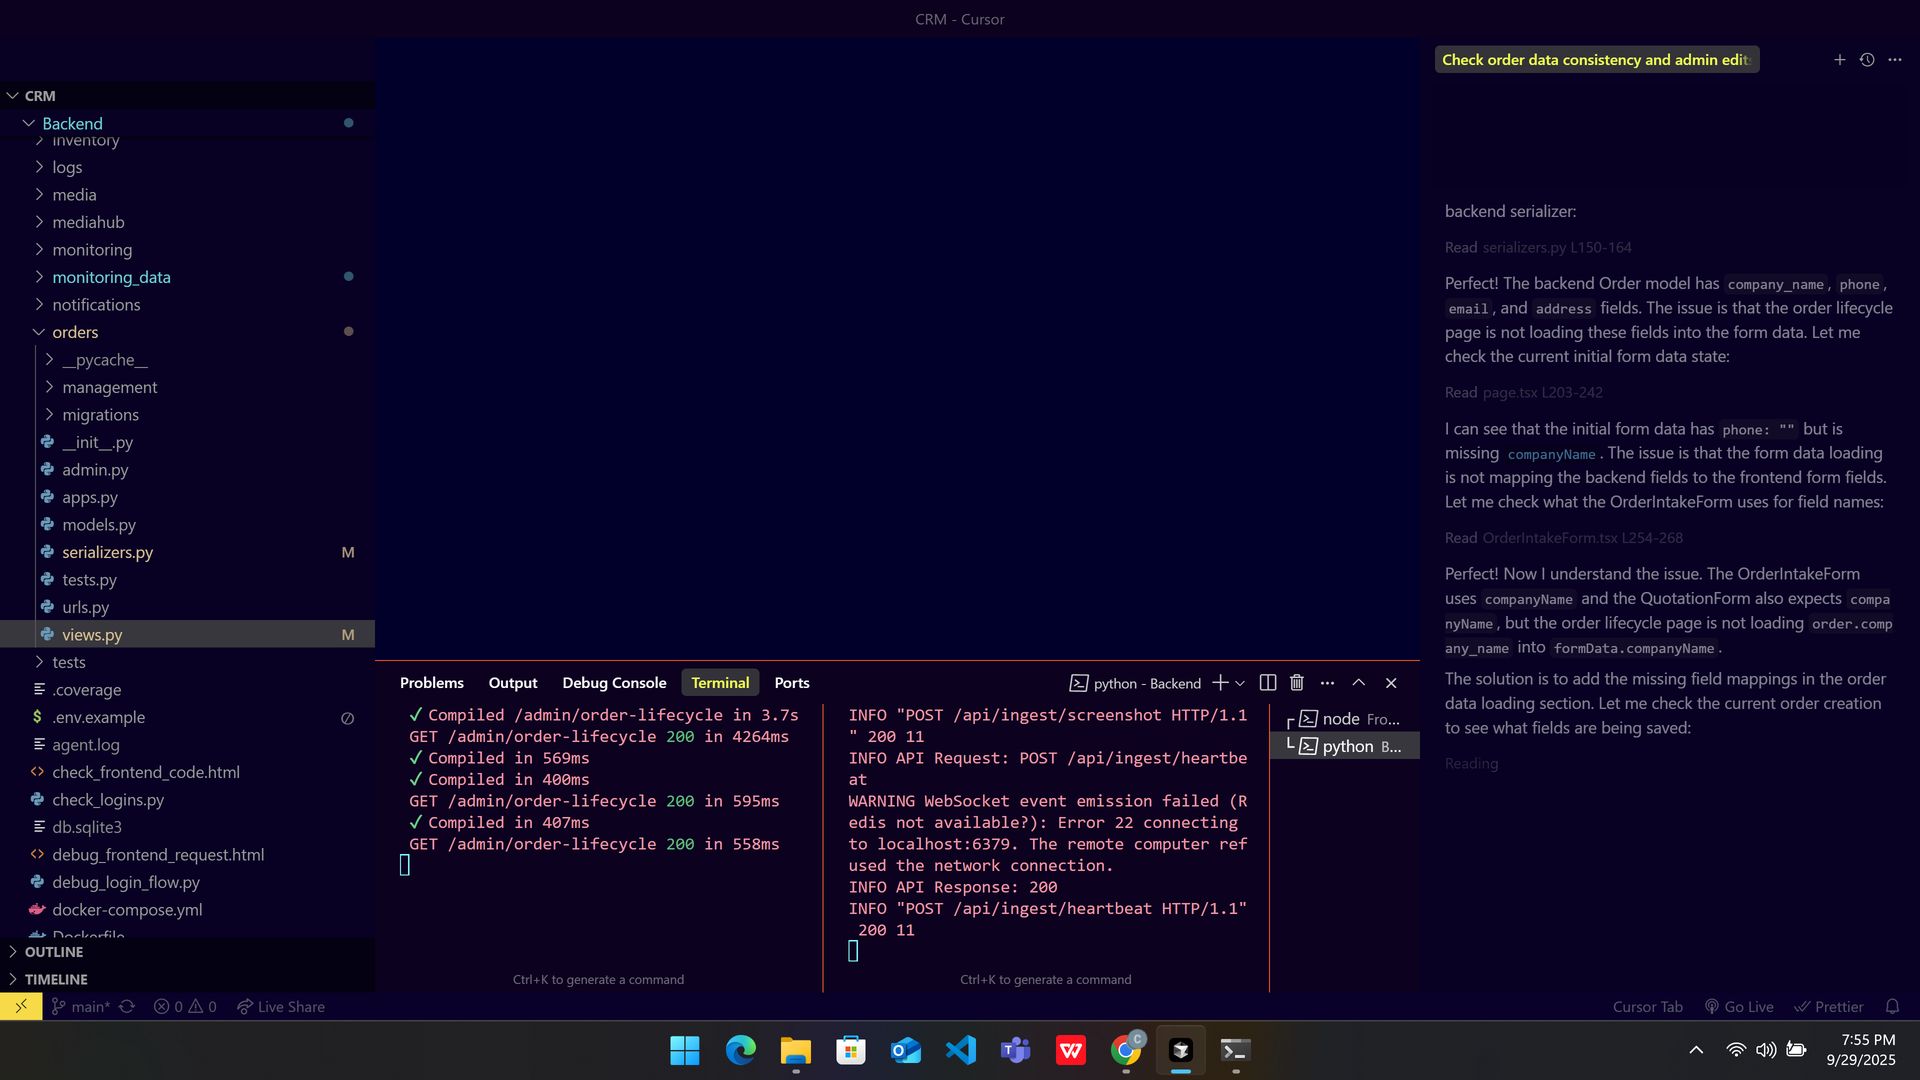 CRM - Cursor
CRM
Backend
inventory
logs
media
mediahub
monitoring
monitoring_data
notifications
orders
__pycache__
management
migrations
__init__.py
admin.py
apps.py
models.py
serializers.py M
tests.py
urls.py
views.py M
tests
.coverage
.env.example
agent.log
check_frontend_code.html
check_logins.py
db.sqlite3
debug_frontend_request.html
debug_login_flow.py
docker-compose.yml
Dockerfile
OUTLINE
TIMELINE
Problems Output Debug Console Terminal Ports
python - Backend
✓ Compiled /admin/order-lifecycle in 3.7s
GET /admin/order-lifecycle 200 in 4264ms
✓ Compiled in 569ms
✓ Compiled in 400ms
GET /admin/order-lifecycle 200 in 595ms
✓ Compiled in 407ms
GET /admin/order-lifecycle 200 in 558ms
Ctrl+K to generate a command
INFO "POST /api/ingest/screenshot HTTP/1.1
" 200 11
INFO API Request: POST /api/ingest/heartbe
at
WARNING WebSocket event emission failed (R
edis not available?): Error 22 connecting
to localhost:6379. The remote computer ref
used the network connection.
INFO API Response: 200
INFO "POST /api/ingest/heartbeat HTTP/1.1"
200 11
Ctrl+K to generate a command
node Fro...
python B...
Check order data consistency and admin edit
backend serializer:
Read serializers.py L150-164
Perfect! The backend Order model has company_name, phone,
email, and address fields. The issue is that the order lifecycle
page is not loading these fields into the form data. Let me
check the current initial form data state:
Read page.tsx L203-242
I can see that the initial form data has phone: "" but is
missing companyName. The issue is that the form data loading
is not mapping the backend fields to the frontend form fields.
Let me check what the OrderIntakeForm uses for field names:
Read OrderIntakeForm.tsx L254-268
Perfect! Now I understand the issue. The OrderIntakeForm
uses companyName and the QuotationForm also expects compa
nyName, but the order lifecycle page is not loading order.comp
any_name into formData.companyName.
The solution is to add the missing field mappings in the order
data loading section. Let me check the current order creation
to see what fields are being saved:
Reading
main* 0 0 Live Share
Cursor Tab Go Live Prettier
7:55 PM
9/29/2025